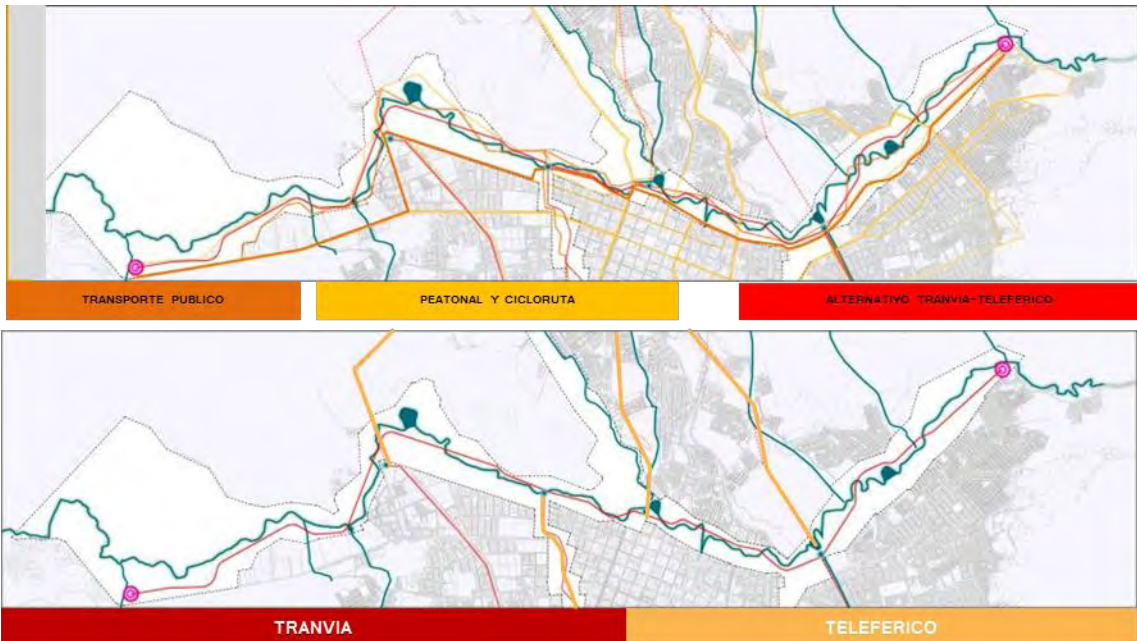 TRANSPORTE PUBLICO
PEATONAL Y CICLORUTA
ALTERNATIVO TRANVIA-TELEFERICO
TRANVIA
TELEFERICO